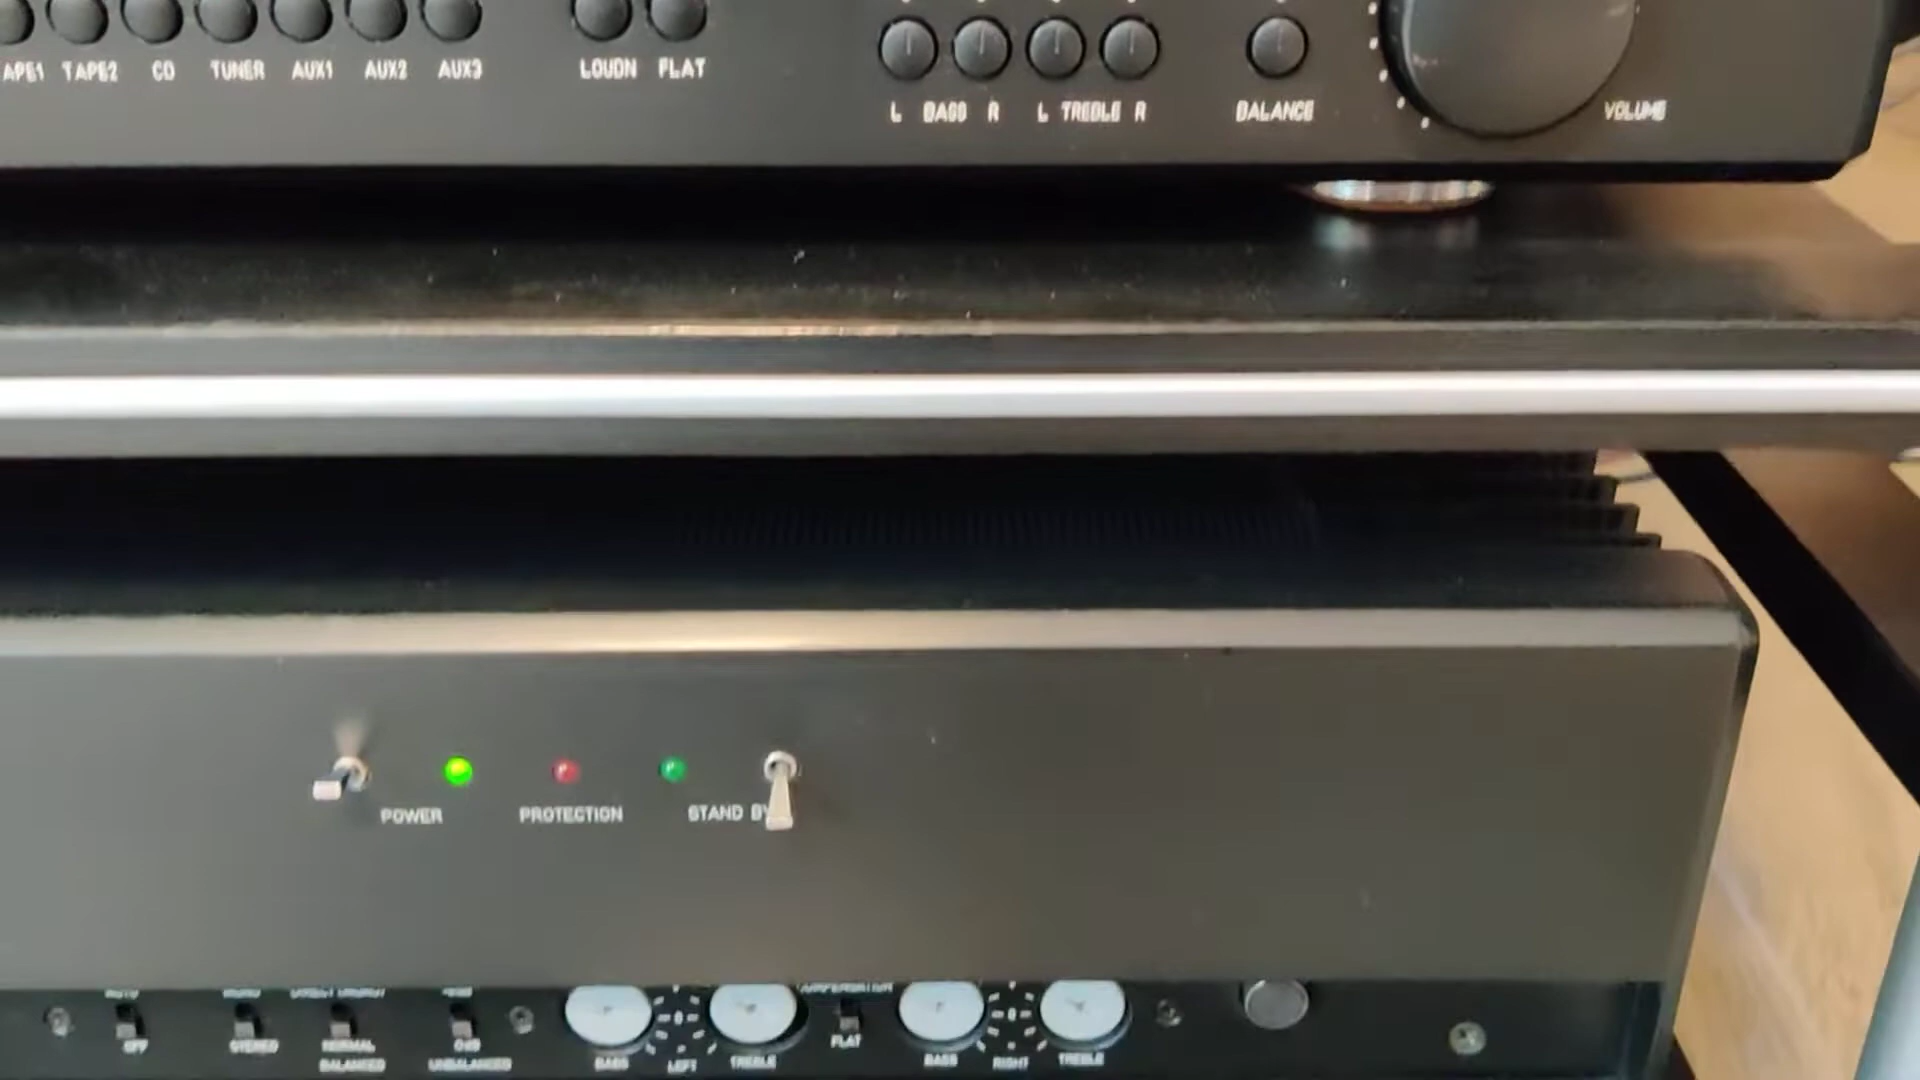 TAPE2 CD TUNER AUX1 AUX2 AUX3 LOUDN FLAT
L BASS R L TREBLE R BALANCE VOLUME
POWER PROTECTION STAND BY
OFF STEREO NORMAL 0dB FLAT
BALANCED UNBALANCED BASS LEFT TREBLE BASS RIGHT TREBLE